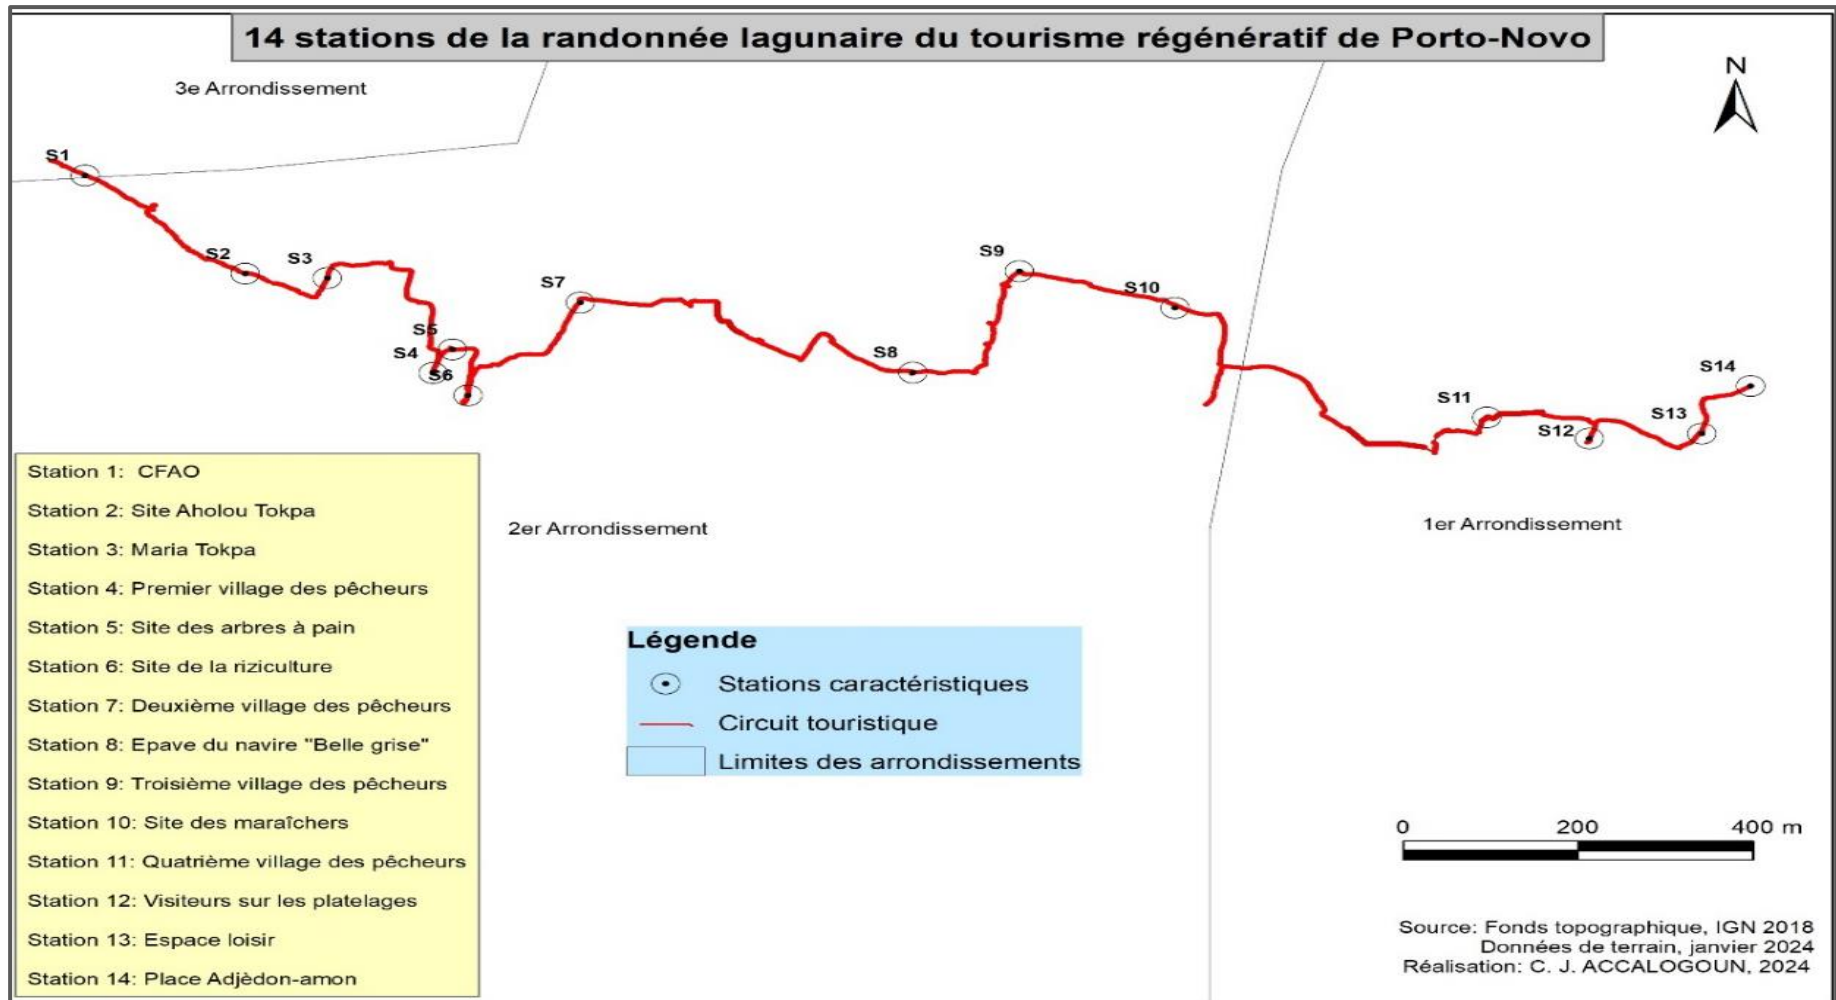 14 stations de la randonnée lagunaire du tourisme régénératif de Porto-Novo
3e Arrondissement
N
S1
S2
S3
S4
S5
S6
S7
S8
S9
S10
S11
S12
S13
S14
2er Arrondissement
1er Arrondissement
Station 1: CFAO
Station 2: Site Aholou Tokpa
Station 3: Maria Tokpa
Station 4: Premier village des pêcheurs
Station 5: Site des arbres à pain
Station 6: Site de la riziculture
Station 7: Deuxième village des pêcheurs
Station 8: Epave du navire "Belle grise"
Station 9: Troisième village des pêcheurs
Station 10: Site des maraîchers
Station 11: Quatrième village des pêcheurs
Station 12: Visiteurs sur les platelages
Station 13: Espace loisir
Station 14: Place Adjèdon-amon
Légende
Stations caractéristiques
Circuit touristique
Limites des arrondissements
0 200 400 m
Source: Fonds topographique, IGN 2018
Données de terrain, janvier 2024
Réalisation: C. J. ACCALOGOUN, 2024